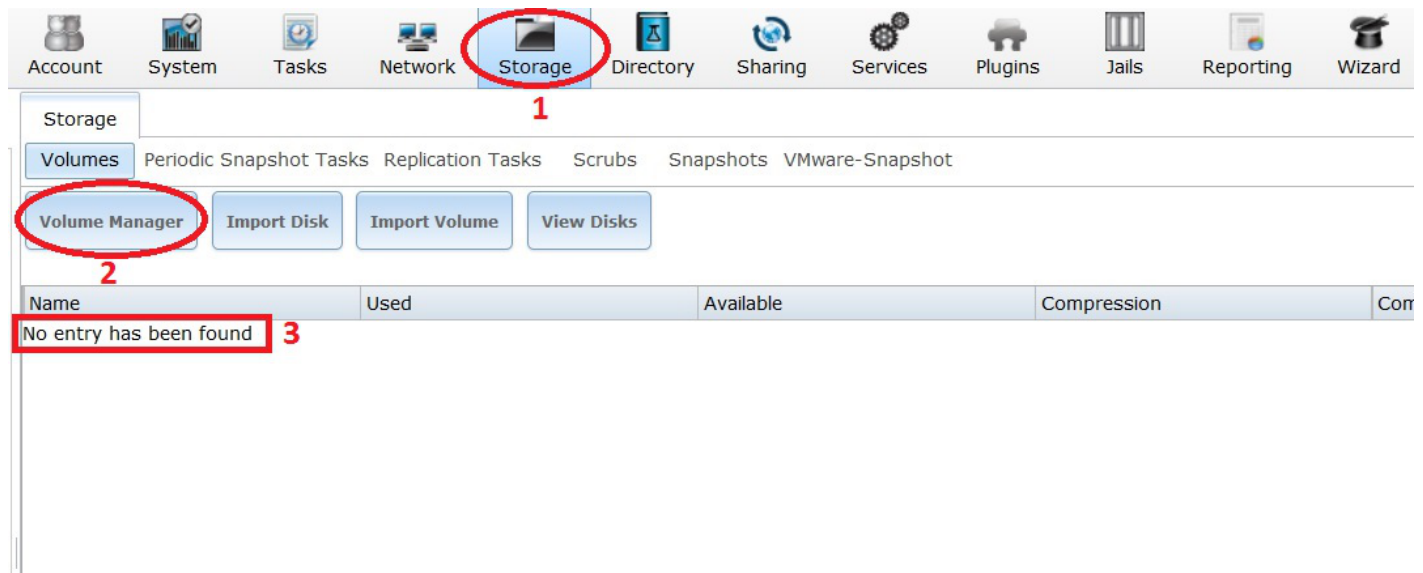 Account System Tasks Network Storage Directory Sharing Services Plugins Jails Reporting Wizard
1
Storage
Volumes Periodic Snapshot Tasks Replication Tasks Scrubs Snapshots VMware-Snapshot
Volume Manager Import Disk Import Volume View Disks
2
Name Used Available Compression Com
No entry has been found 3